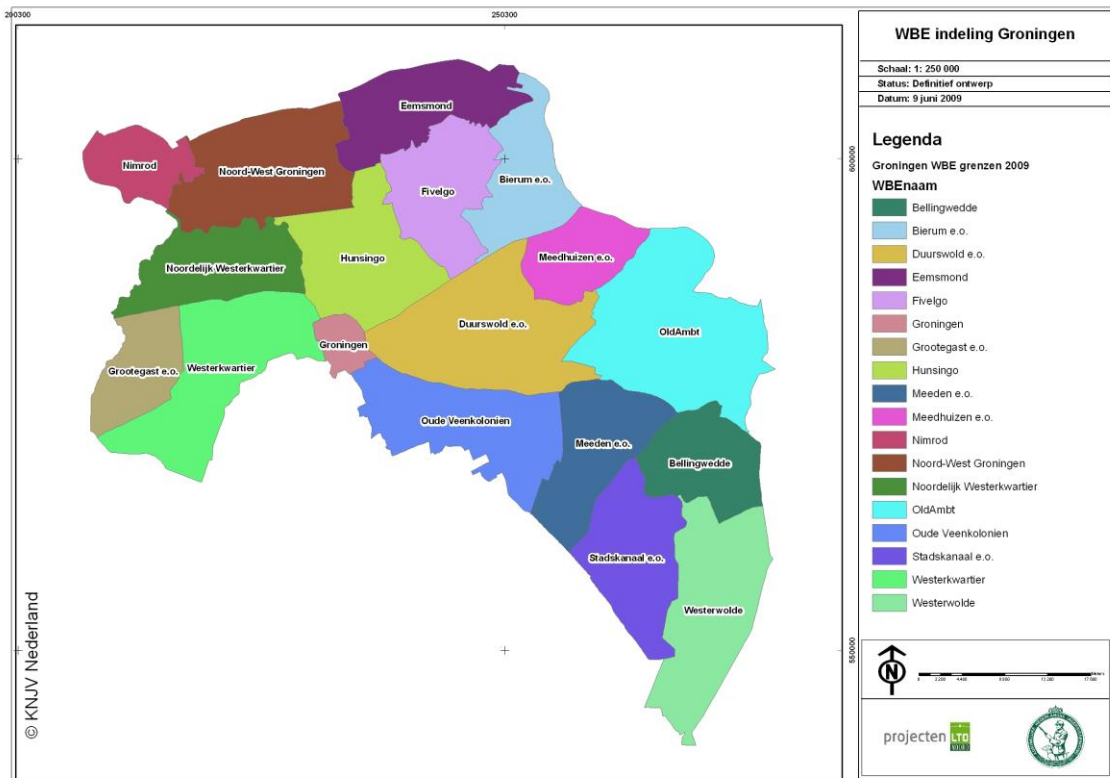 200300
250300
WBE indeling Groningen
Schaal: 1: 250 000
Status: Definitief ontwerp
Datum: 9 juni 2009
Legenda
Groningen WBE grenzen 2009
WBEnaam
Bellingwedde
Bierum e.o.
Duurswold e.o.
Eemsmond
Fivelgo
Groningen
Grootegast e.o.
Hunsingo
Meeden e.o.
Meedhuizen e.o.
Nimrod
Noord-West Groningen
Noordelijk Westerkwartier
OldAmbt
Oude Veenkolonien
Stadskanaal e.o.
Westerkwartier
Westerwolde
Eemsmond
Nimrod
Noord-West Groningen
Fivelgo
Bierum e.o.
600000
Noordelijk Westerkwartier
Hunsingo
Meedhuizen e.o.
Duurswold e.o.
OldAmbt
Groningen
Grootegast e.o.
Westerkwartier
Oude Veenkolonien
Meeden e.o.
Bellingwedde
Stadskanaal e.o.
Westerwolde
550000
© KNJV Nederland
N
0
projecten LTO